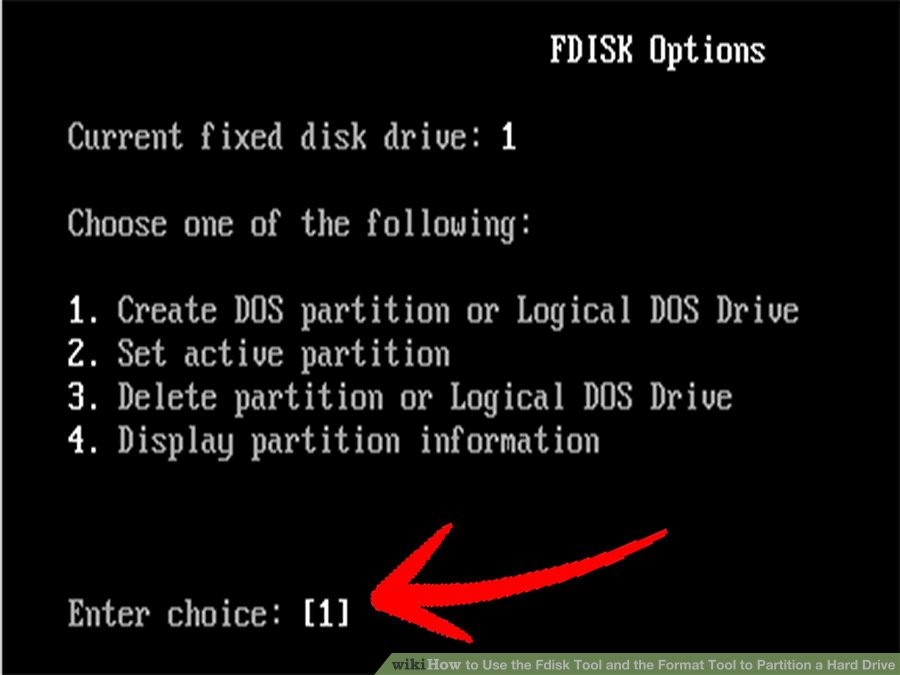 FDISK Options
Current fixed disk drive: 1
Choose one of the following:
1. Create DOS partition or Logical DOS Drive
2. Set active partition
3. Delete partition or Logical DOS Drive
4. Display partition information
Enter choice: [1]
wikiHow to Use the Fdisk Tool and the Format Tool to Partition a Hard Drive